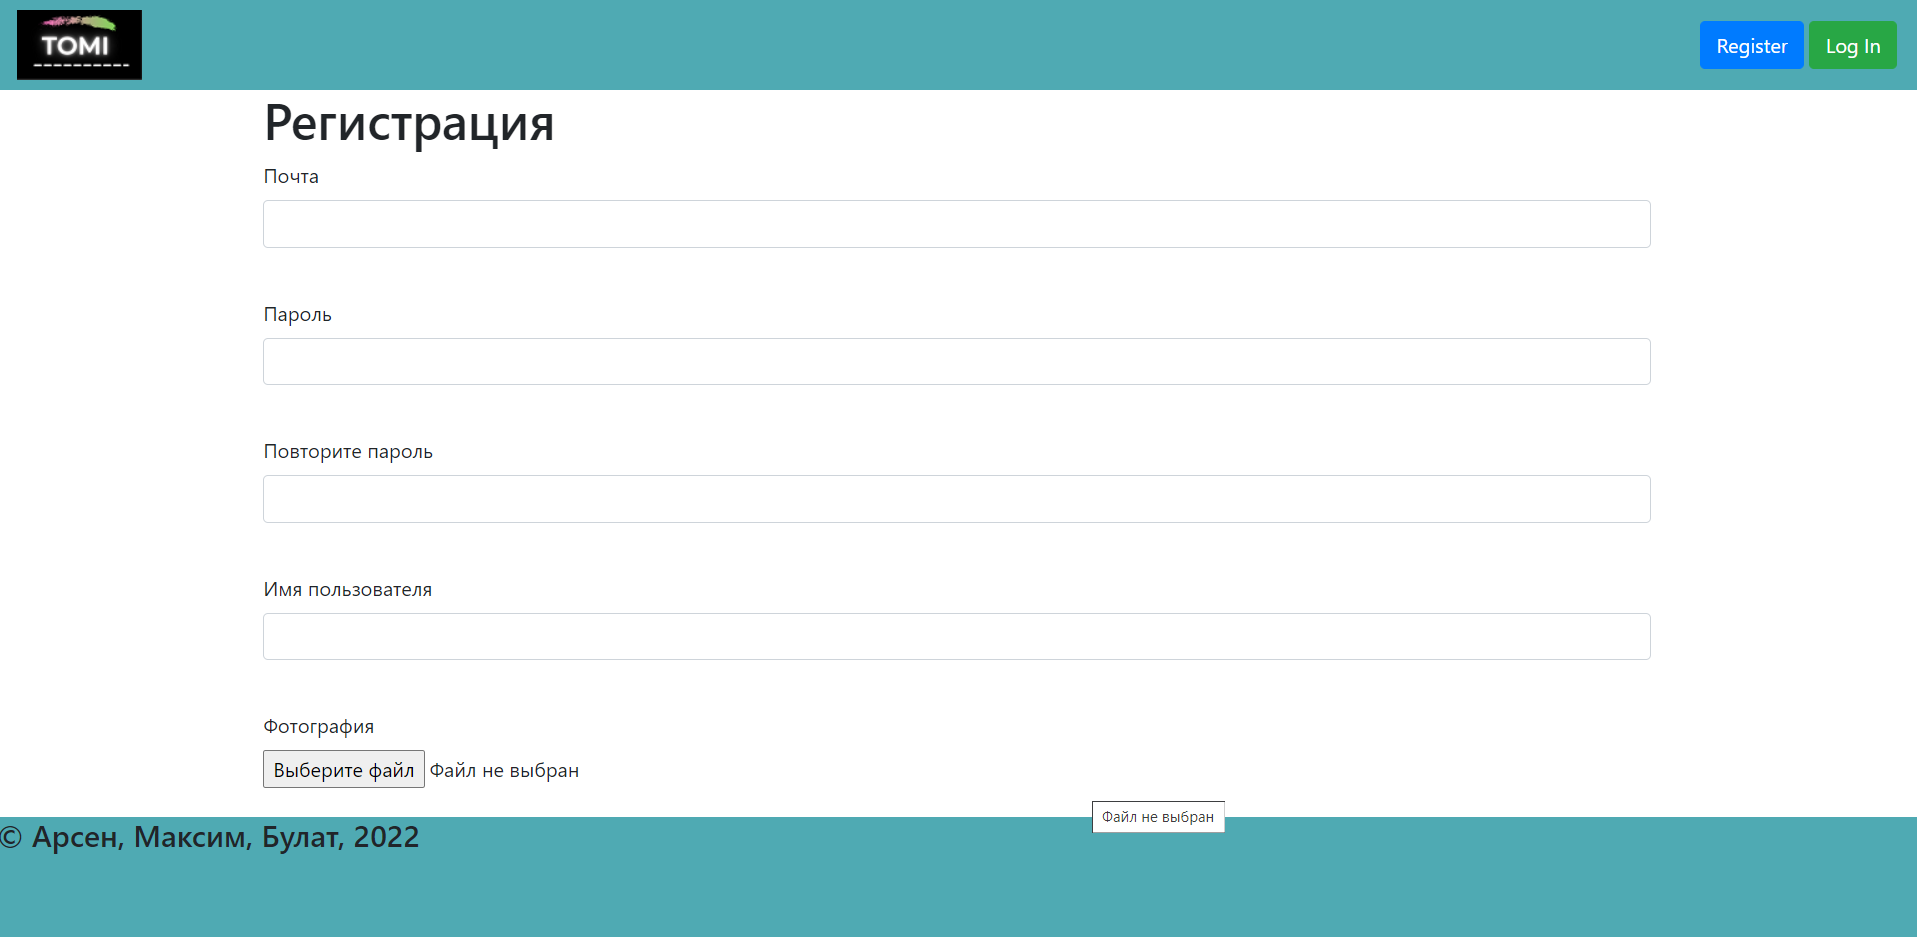 TOMI
Register Log In
Регистрация
Почта
Пароль
Повторите пароль
Имя пользователя
Фотография
Выберите файл Файл не выбран
Файл не выбран
© Арсен, Максим, Булат, 2022